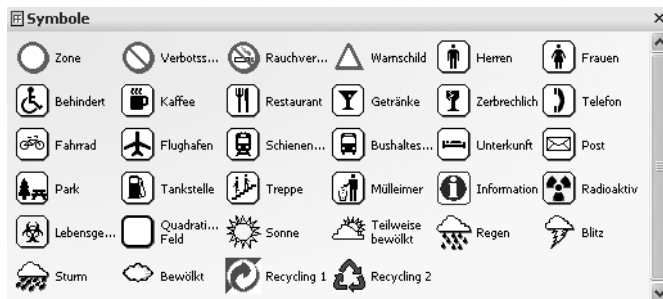 Symbole
Zone Verbotss... Rauchver... Warnschild Herren Frauen
Behindert Kaffee Restaurant Getränke Zerbrechlich Telefon
Fahrrad Flughafen Schienen... Bushaltes... Unterkunft Post
Park Tankstelle Treppe Mülleimer Information Radioaktiv
Lebensge... Quadrati... Feld Sonne Teilweise bewölkt Regen Blitz
Sturm Bewölkt Recycling 1 Recycling 2